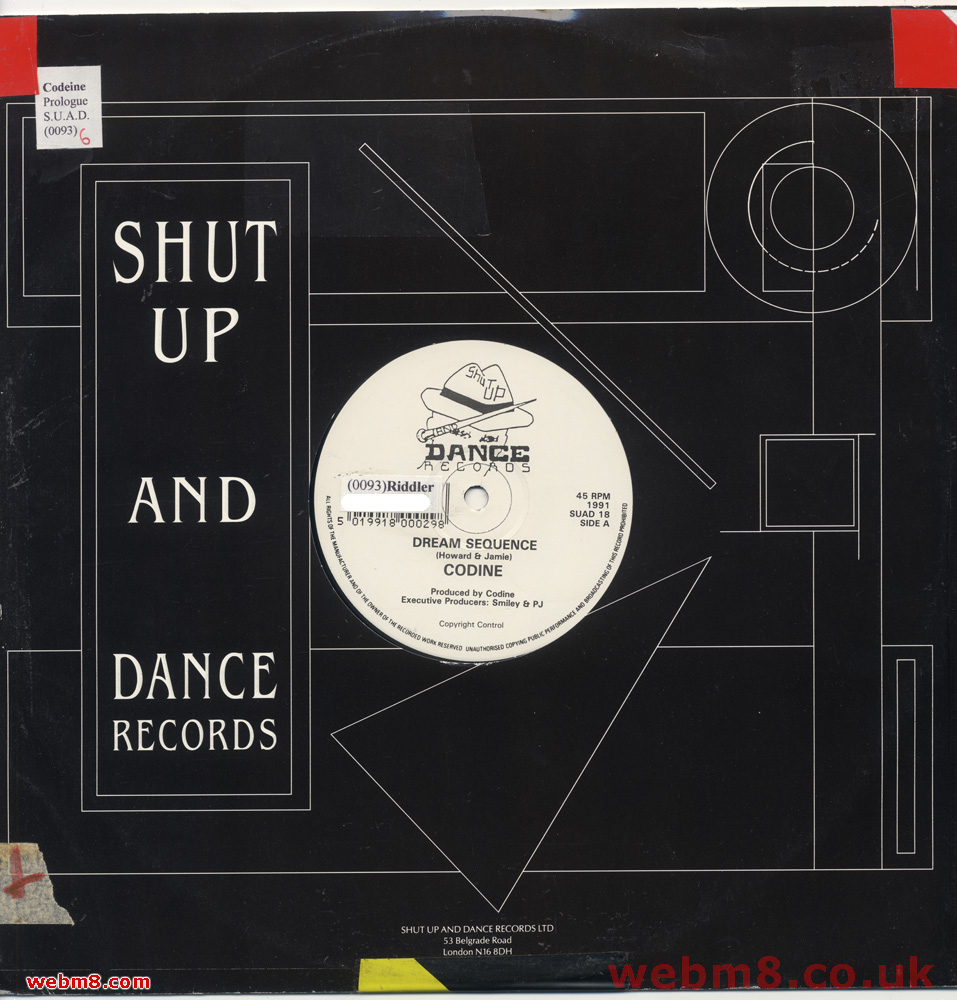 Codeine
Prologue
S.U.A.D.
(0093) 6
SHUT
UP
AND
DANCE
RECORDS
Shut
UP
AND
DANCE
RECORDS
(0093)Riddler
5 019918 000298
45 RPM
1991
SUAD 18
SIDE A
DREAM SEQUENCE
(Howard & Jamie)
CODINE
Produced by Codine
Executive Producers: Smiley & PJ
Copyright Control
ALL RIGHTS OF THE MANUFACTURER AND OF THE OWNER OF THE RECORDED WORK RESERVED UNAUTHORISED COPYING PUBLIC PERFORMANCE AND BROADCASTING OF THIS RECORD PROHIBITED
SHUT UP AND DANCE RECORDS LTD
53 Belgrade Road
London N16 8DH
webm8.com
webm8.co.uk